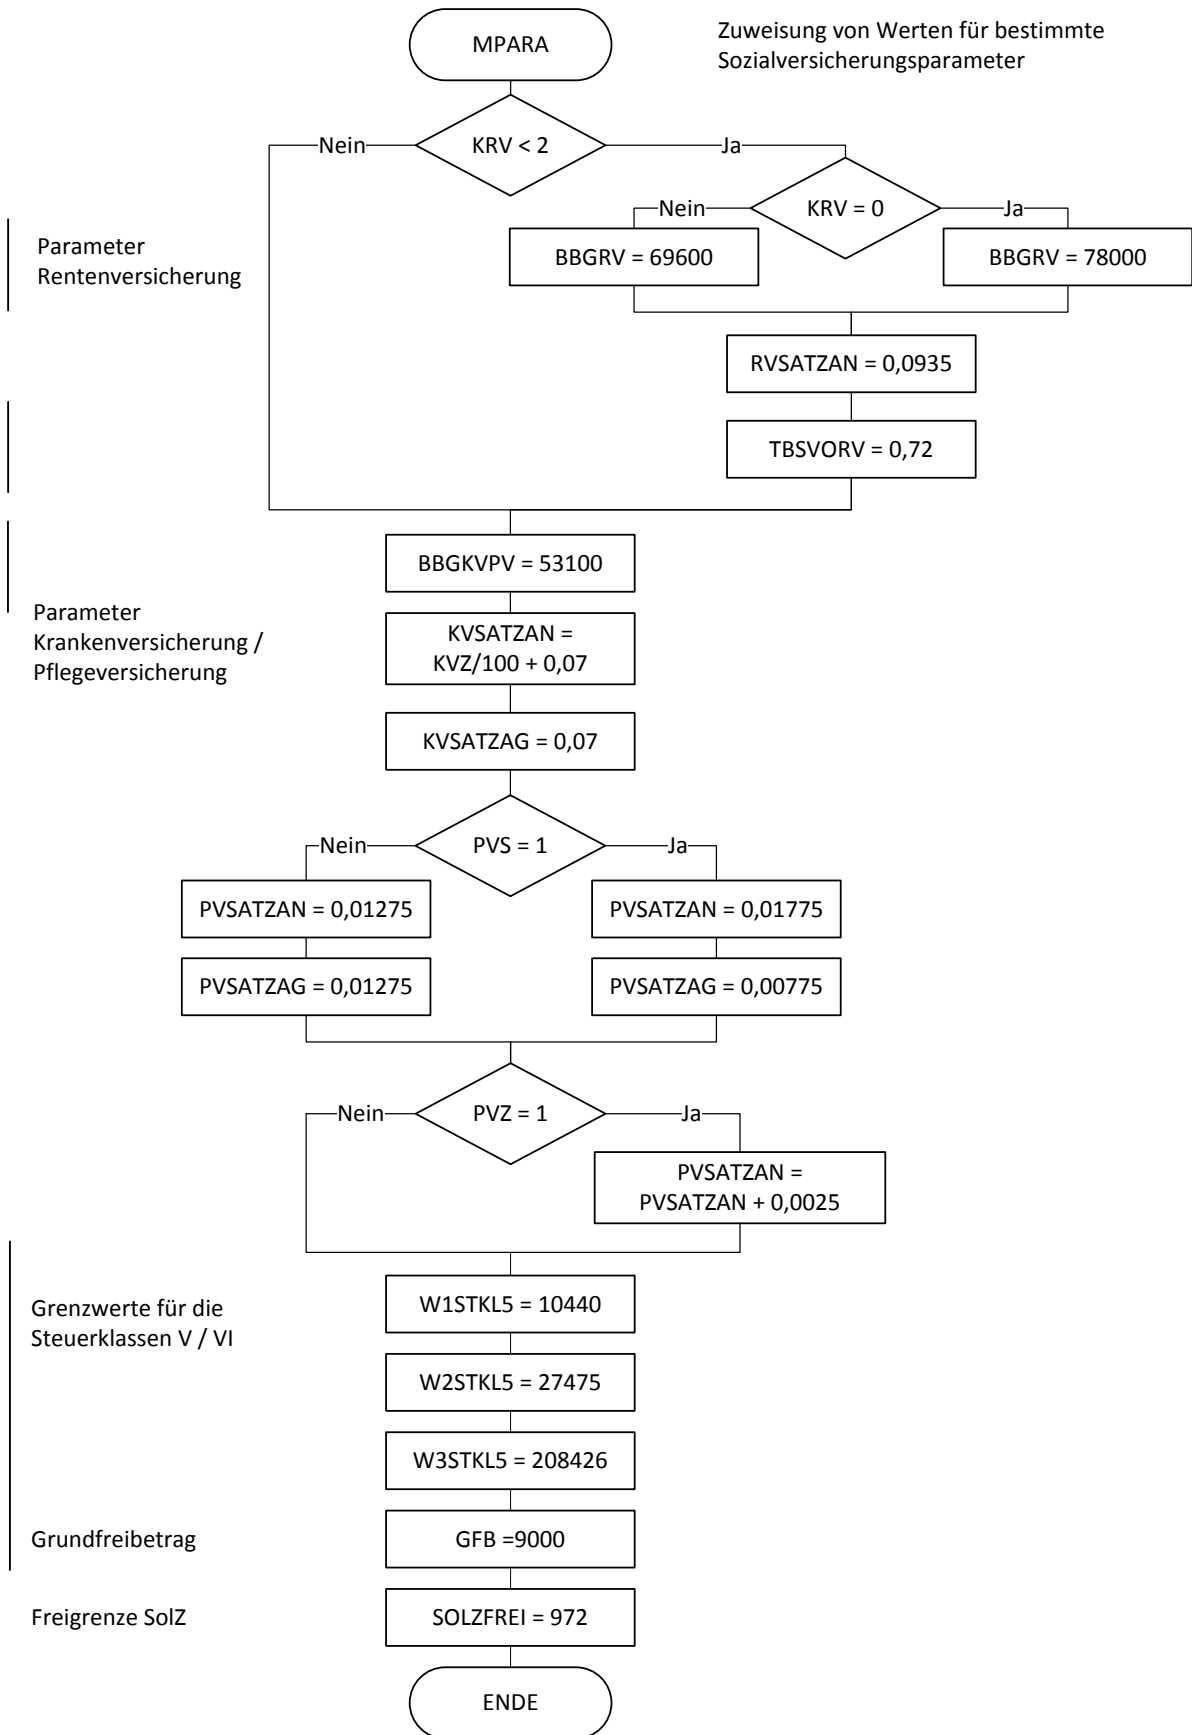 MPARA
Zuweisung von Werten für bestimmte
Sozialversicherungsparameter
Nein
KRV < 2
Ja
Nein
KRV = 0
Ja
Parameter
Rentenversicherung
BBGRV = 69600
BBGRV = 78000
RVSATZAN = 0,0935
TBSVORV = 0,72
BBGKVPV = 53100
Parameter
Krankenversicherung /
Pflegeversicherung
KVSATZAN =
KVZ/100 + 0,07
KVSATZAG = 0,07
Nein
PVS = 1
Ja
PVSATZAN = 0,01275
PVSATZAN = 0,01775
PVSATZAG = 0,01275
PVSATZAG = 0,00775
Nein
PVZ = 1
Ja
PVSATZAN =
PVSATZAN + 0,0025
Grenzwerte für die
Steuerklassen V / VI
W1STKL5 = 10440
W2STKL5 = 27475
W3STKL5 = 208426
Grundfreibetrag
GFB =9000
Freigrenze SolZ
SOLZFREI = 972
ENDE